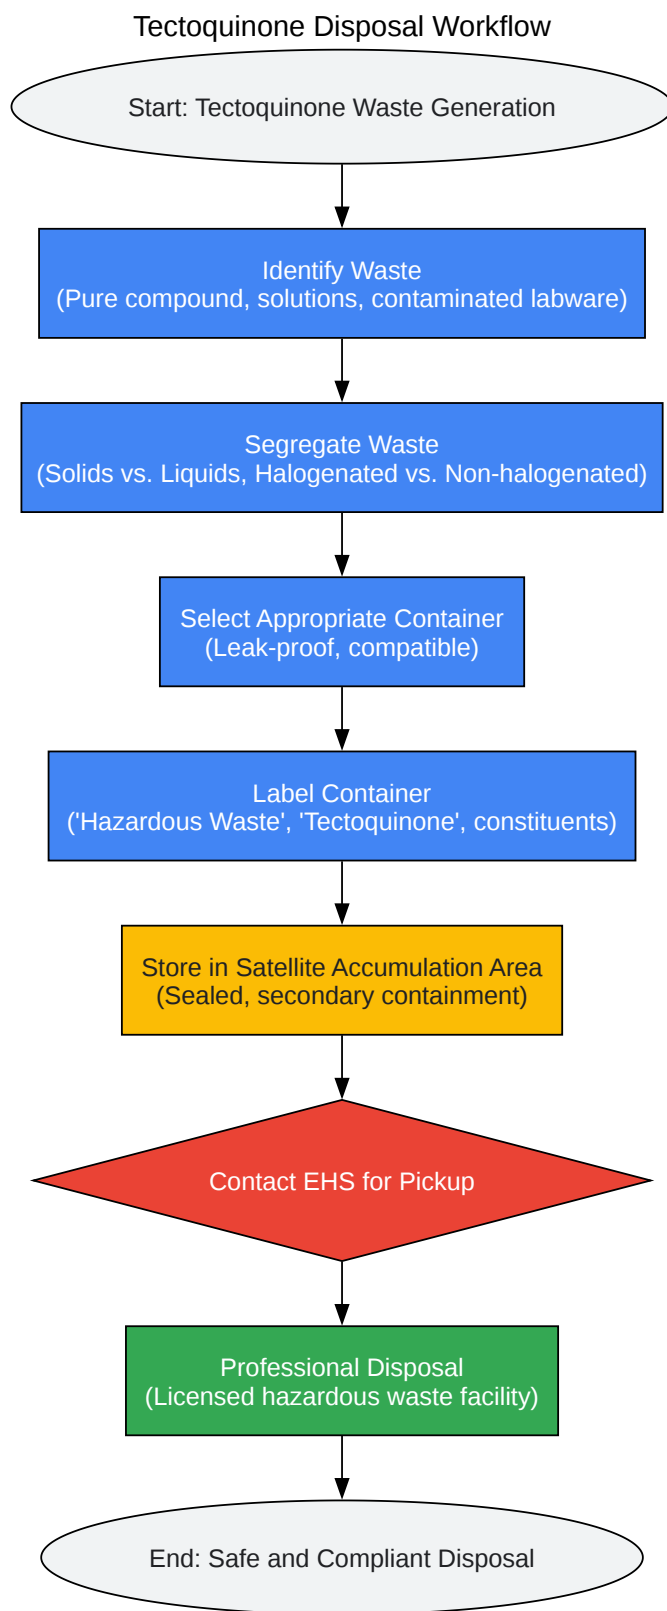 Tectoquinone Disposal Workflow
Start: Tectoquinone Waste Generation
Identify Waste
(Pure compound, solutions, contaminated labware)
Segregate Waste
(Solids vs. Liquids, Halogenated vs. Non-halogenated)
Select Appropriate Container
(Leak-proof, compatible)
Label Container
('Hazardous Waste', 'Tectoquinone', constituents)
Store in Satellite Accumulation Area
(Sealed, secondary containment)
Contact EHS for Pickup
Professional Disposal
(Licensed hazardous waste facility)
End: Safe and Compliant Disposal